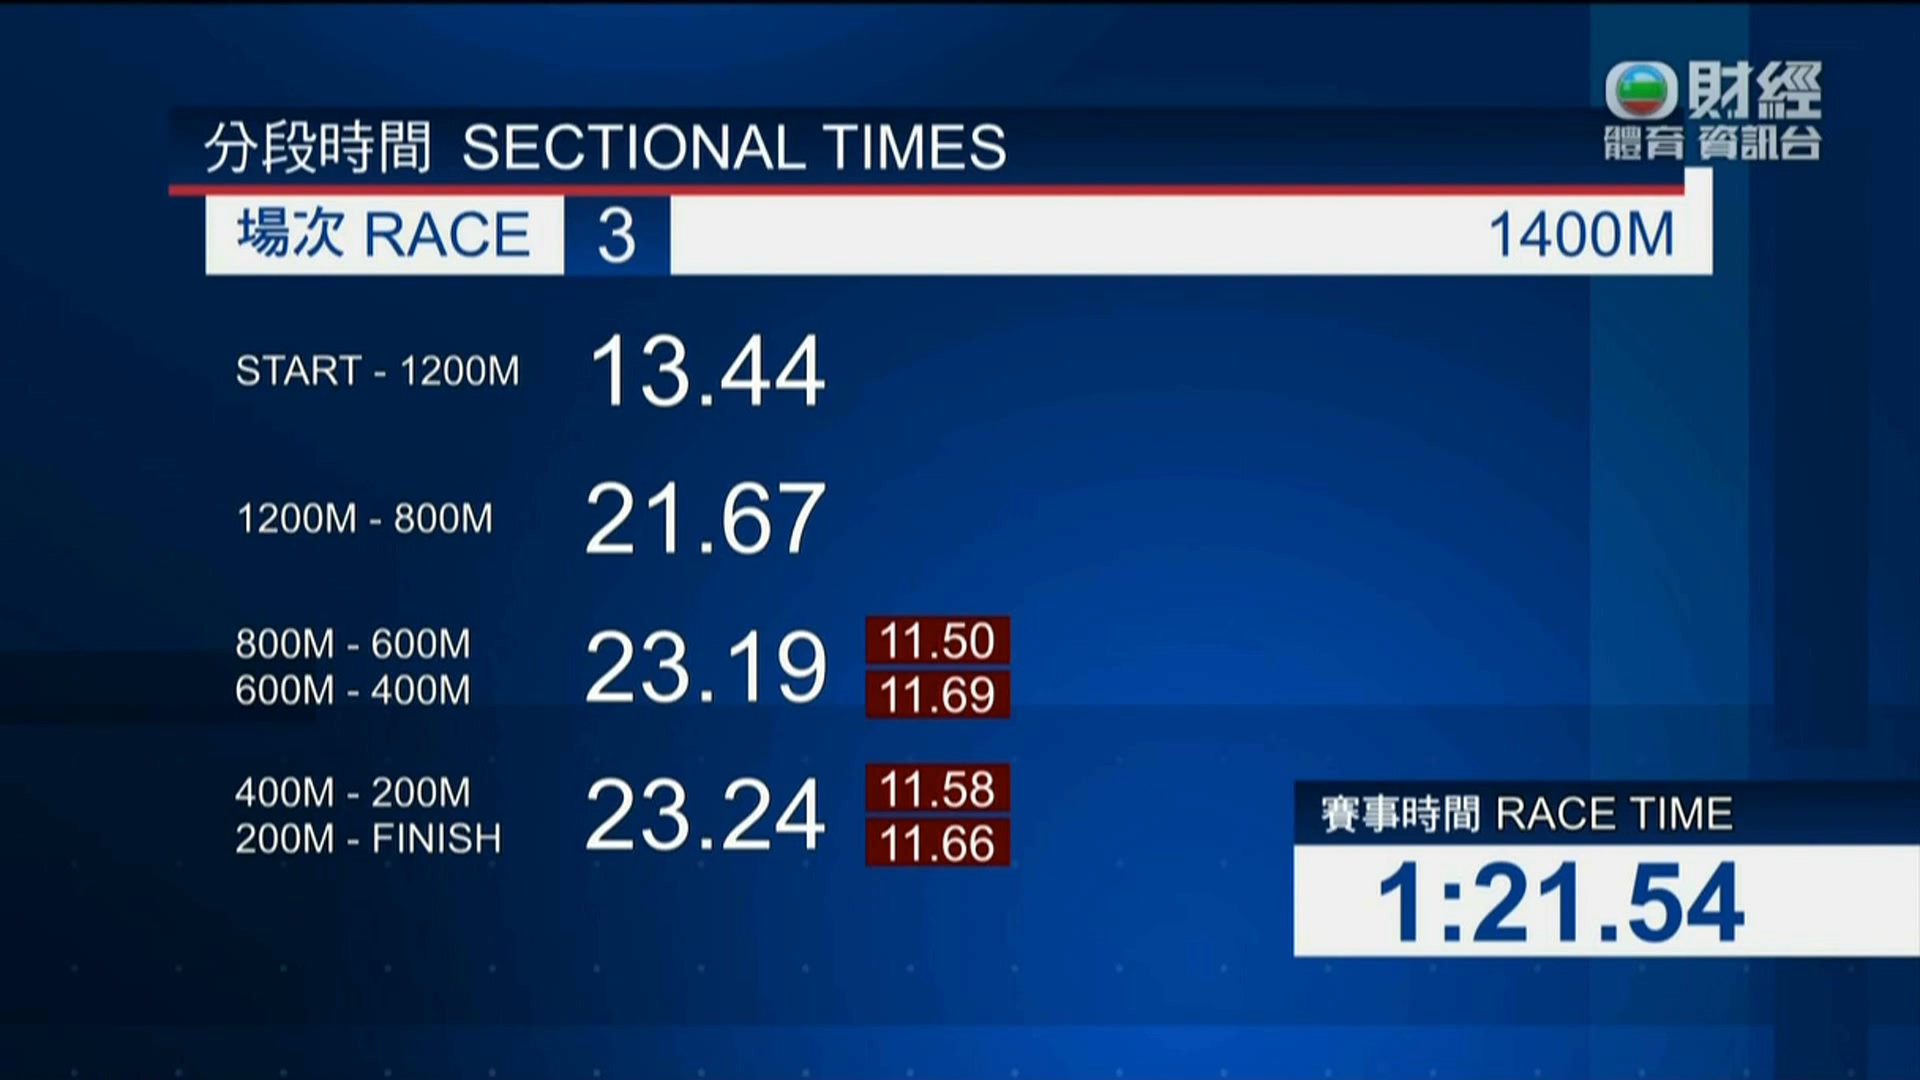 財經
體育 資訊台
分段時間 SECTIONAL TIMES
場次 RACE 3 1400M
START - 1200M 13.44
1200M - 800M 21.67
800M - 600M 23.19 11.50
600M - 400M 11.69
400M - 200M 23.24 11.58
200M - FINISH 11.66
賽事時間 RACE TIME
1:21.54